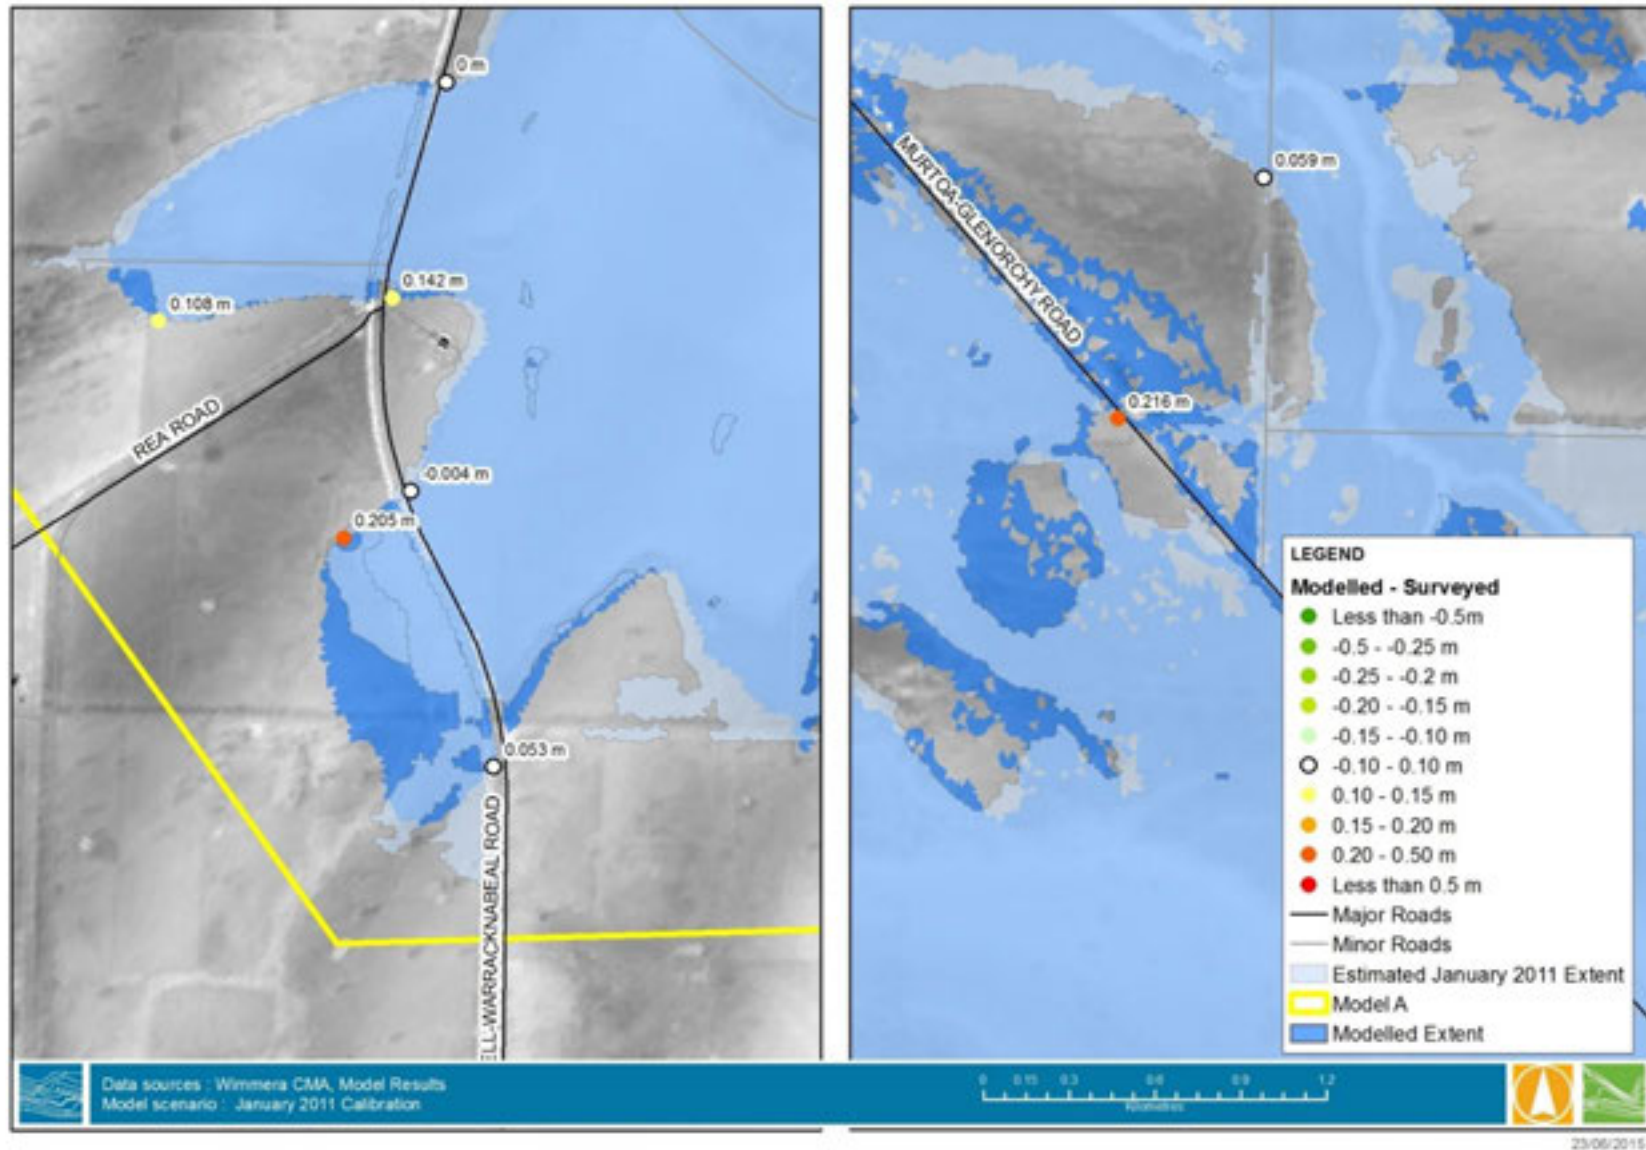 0 m
0.142 m
0.108 m
REA ROAD
-0.004 m
0.205 m
0.053 m
ELL-WARRACKNABEAL ROAD
0.059 m
MURTOA-GLENORCHY ROAD
0.216 m
LEGEND
Modelled - Surveyed
Less than -0.5m
-0.5 - -0.25 m
-0.25 - -0.2 m
-0.20 - -0.15 m
-0.15 - -0.10 m
-0.10 - 0.10 m
0.10 - 0.15 m
0.15 - 0.20 m
0.20 - 0.50 m
Less than 0.5 m
Major Roads
Minor Roads
Estimated January 2011 Extent
Model A
Modelled Extent
Data sources : Wimmera CMA, Model Results
Model scenario : January 2011 Calibration
0 0.15 0.3 0.6 0.9 1.2
Kilometres
23/06/2015